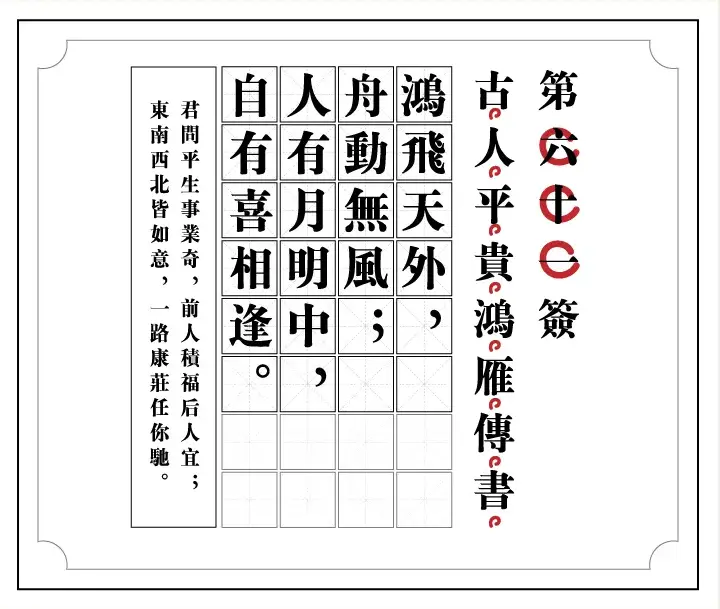 第六十一簽
古人平貴鴻雁傳書
鴻飛天外，
舟動無風；
人有月明中，
自有喜相逢。
君問平生事業奇，前人積福后人宜；
東南西北皆如意，一路康莊任你馳。